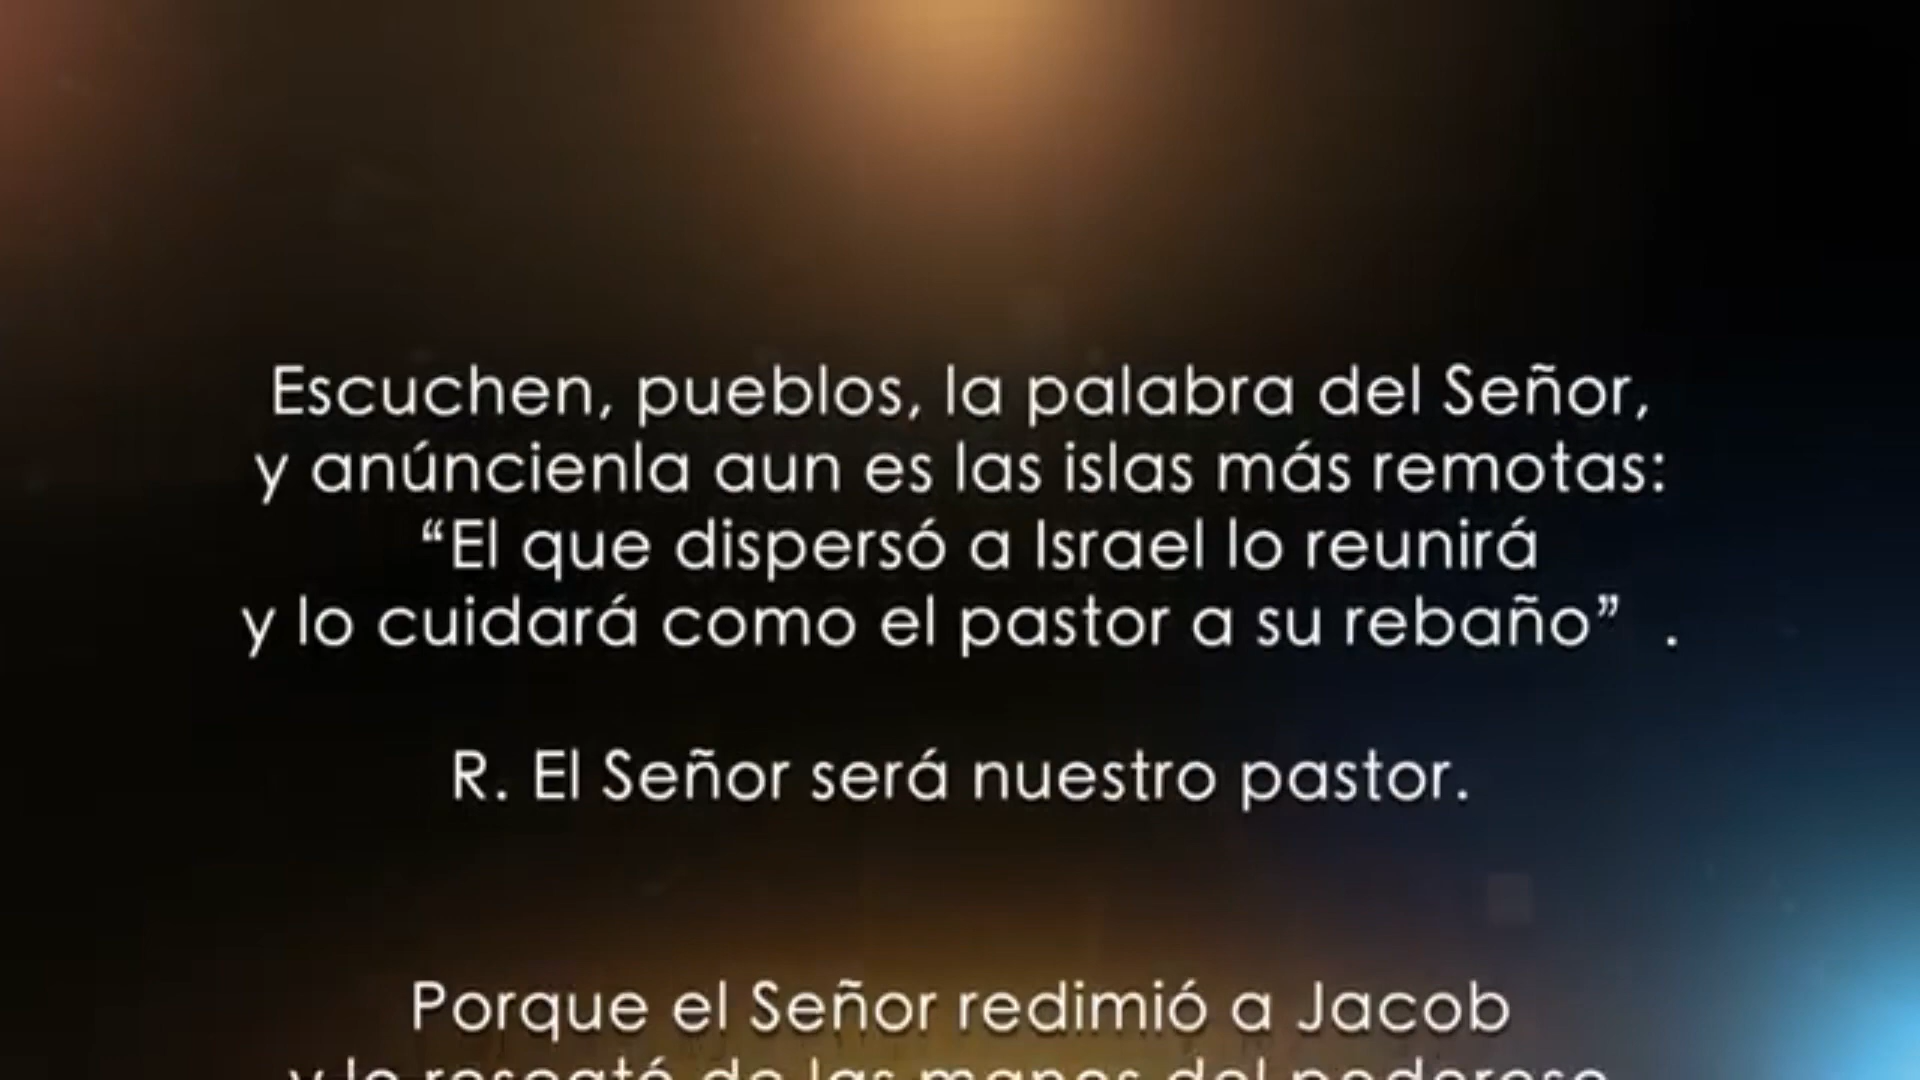 Escuchen, pueblos, la palabra del Señor,
y anúncienla aun es las islas más remotas:
“El que dispersó a Israel lo reunirá
y lo cuidará como el pastor a su rebaño” .
R. El Señor será nuestro pastor.
Porque el Señor redimió a Jacob
y lo rescató de las manos del poderoso